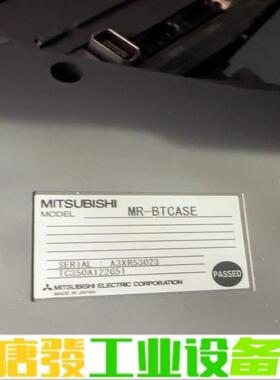 MITSUBISHI
MODEL MR-BTCASE
SERIAL : A3XR53023
TC350A122G51
PASSED
MITSUBISHI ELECTRIC CORPORATION
MADE IN JAPAN
唐發工业设备